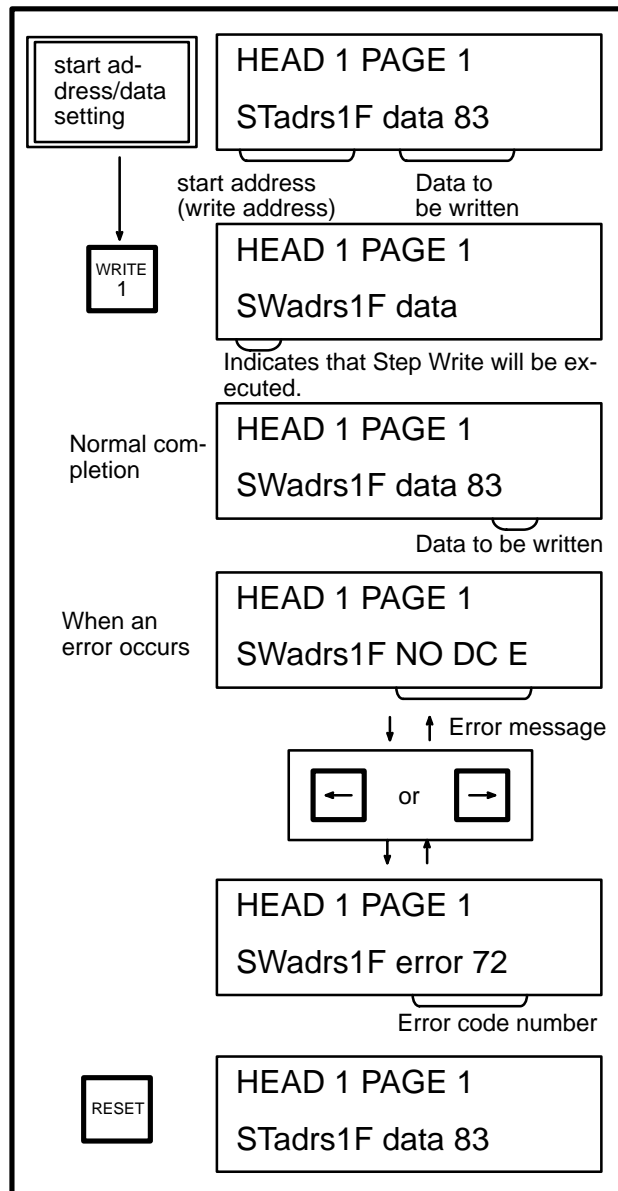 start ad-
dress/data
setting
HEAD 1 PAGE 1
STadrs1F data 83
start address
(write address)
Data to
be written
WRITE
1
HEAD 1 PAGE 1
SWadrs1F data
Indicates that Step Write will be ex-
ecuted.
Normal com-
pletion
HEAD 1 PAGE 1
SWadrs1F data 83
Data to be written
When an
error occurs
HEAD 1 PAGE 1
SWadrs1F NO DC E
Error message
or
HEAD 1 PAGE 1
SWadrs1F error 72
Error code number
RESET
HEAD 1 PAGE 1
STadrs1F data 83